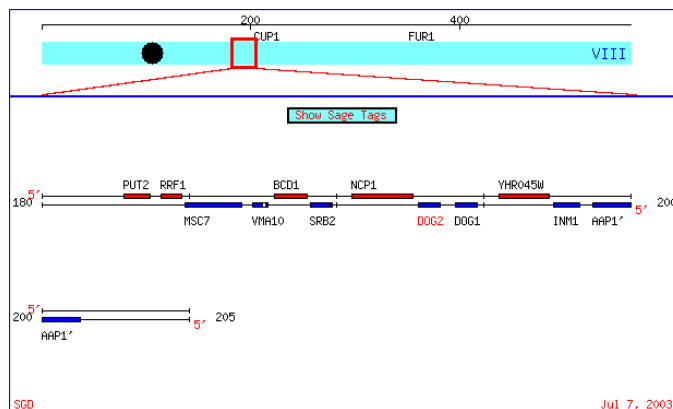 200 400
CUP1 FUR1
VIII
Show Sage Tags
PUT2 RRF1 BCD1 NCP1 YHR045W
5'
180 200
5'
MSC7 VMA10 SRB2 DOG2 DOG1 INM1 AAP1'
5'
200 205
5'
AAP1'
SGD Jul 7, 2003